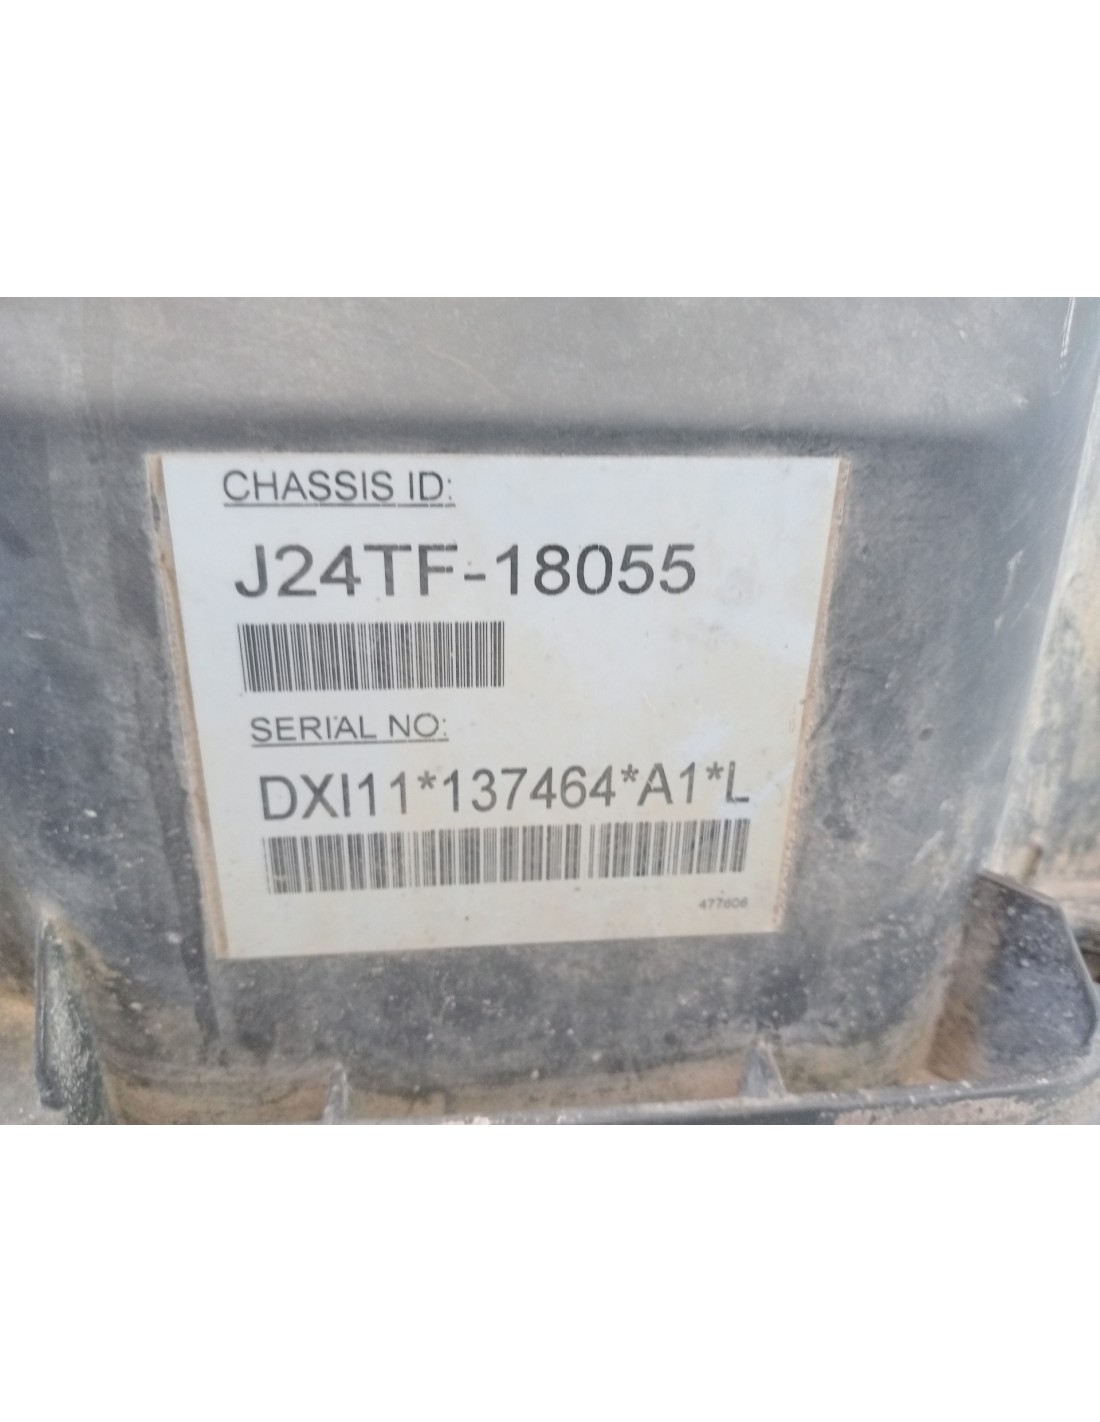 CHASSIS ID:
J24TF-18055
SERIAL NO:
DXI11*137464*A1*L
477606